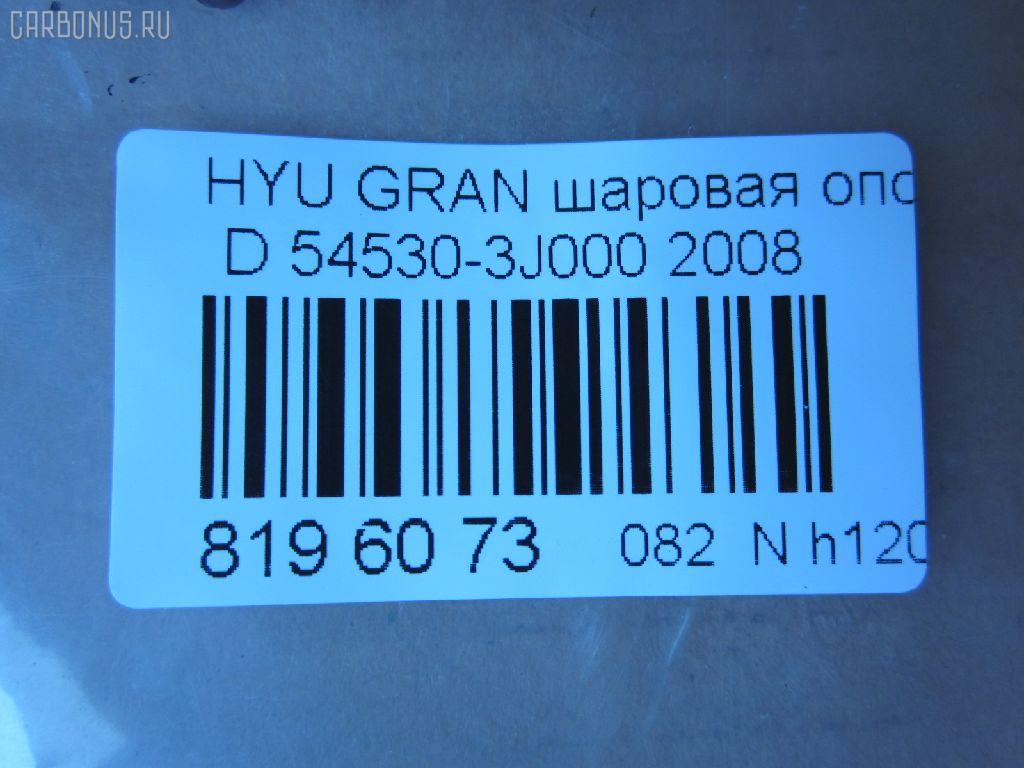 CARBONUS.RU
HYU GRAN шаровая опо
D 54530-3J000 2008
819 60 73 082 N h120